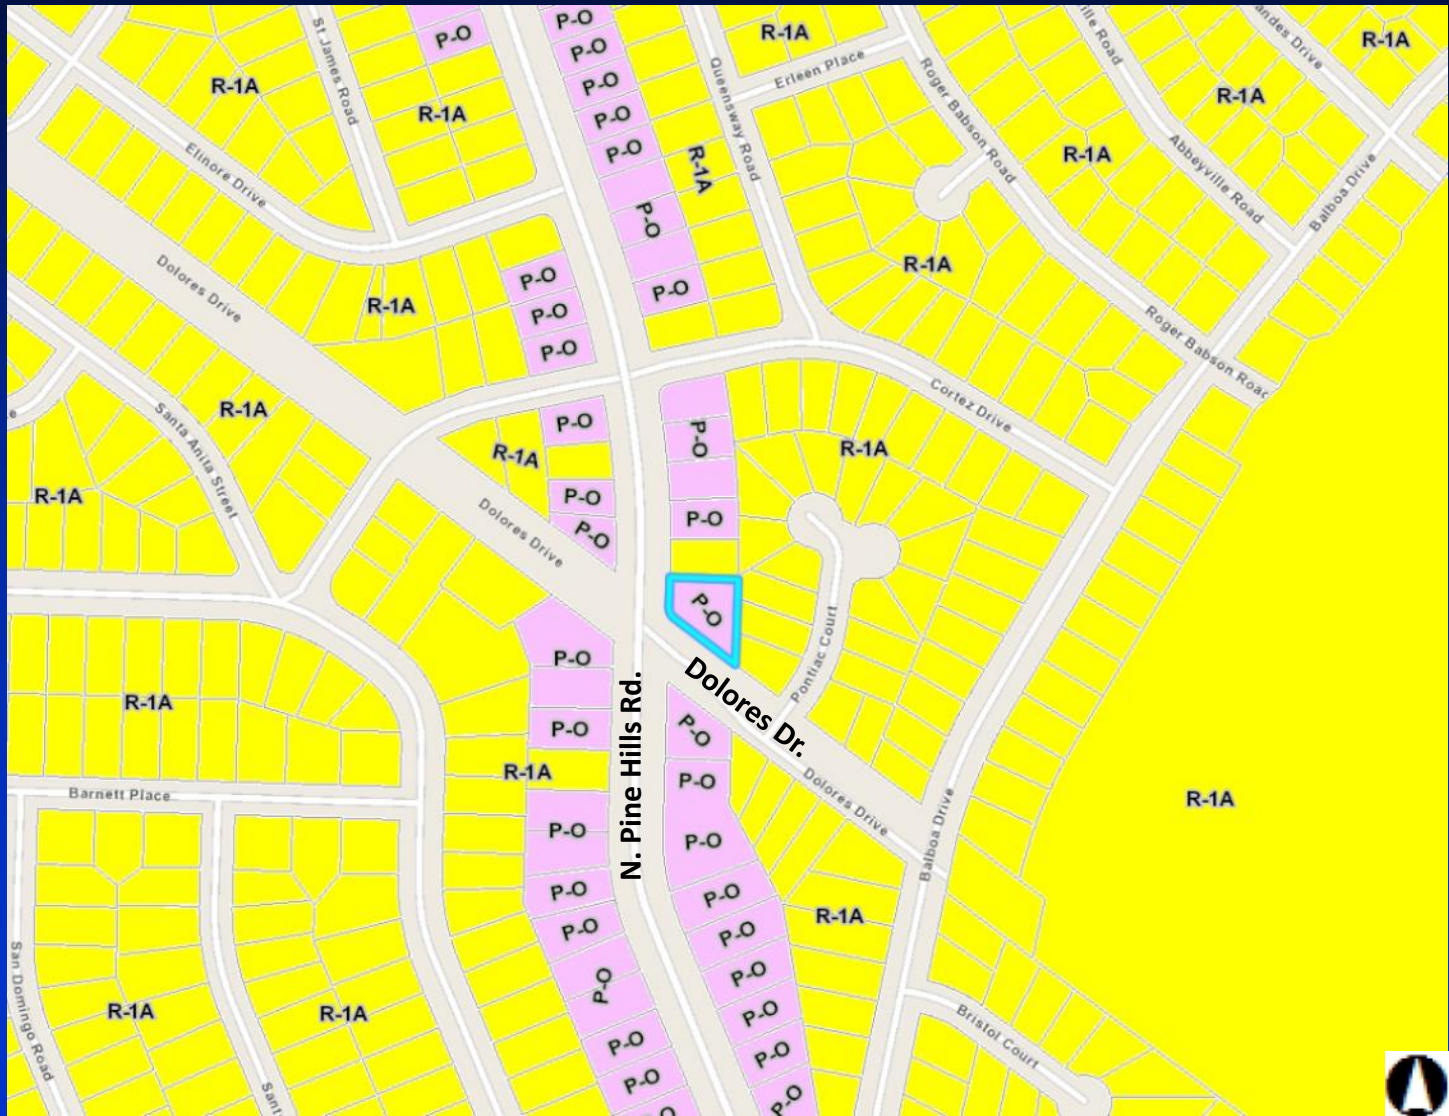 P-O
P-O
R-1A
R-1A
P-O
St James Road
Queensway Road
Erleen Place
R-1A
P-O
R-1A
P-O
R-1A
P-O
Roger Babson Road
R-1A
P-O
Abbeyville Road
Balboa Drive
Elinore Drive
R-1A
P-O
R-1A
Dolores Drive
P-O
P-O
R-1A
P-O
P-O
Roger Babson Road
Cortez Drive
R-1A
Santa Anita Street
P-O
P-O
R-1A
R-1A
R-1A
P-O
P-O
Dolores Drive
P-O
P-O
Pontiac Court
P-O
Dolores Dr.
N. Pine Hills Rd.
R-1A
P-O
P-O
R-1A
P-O
Dolores Drive
Barnett Place
R-1A
P-O
P-O
Balboa Drive
P-O
P-O
R-1A
P-O
P-O
P-O
P-O
San Domingo Road
R-1A
R-1A
P-O
Bristol Court
P-O
P-O
P-O
P-O